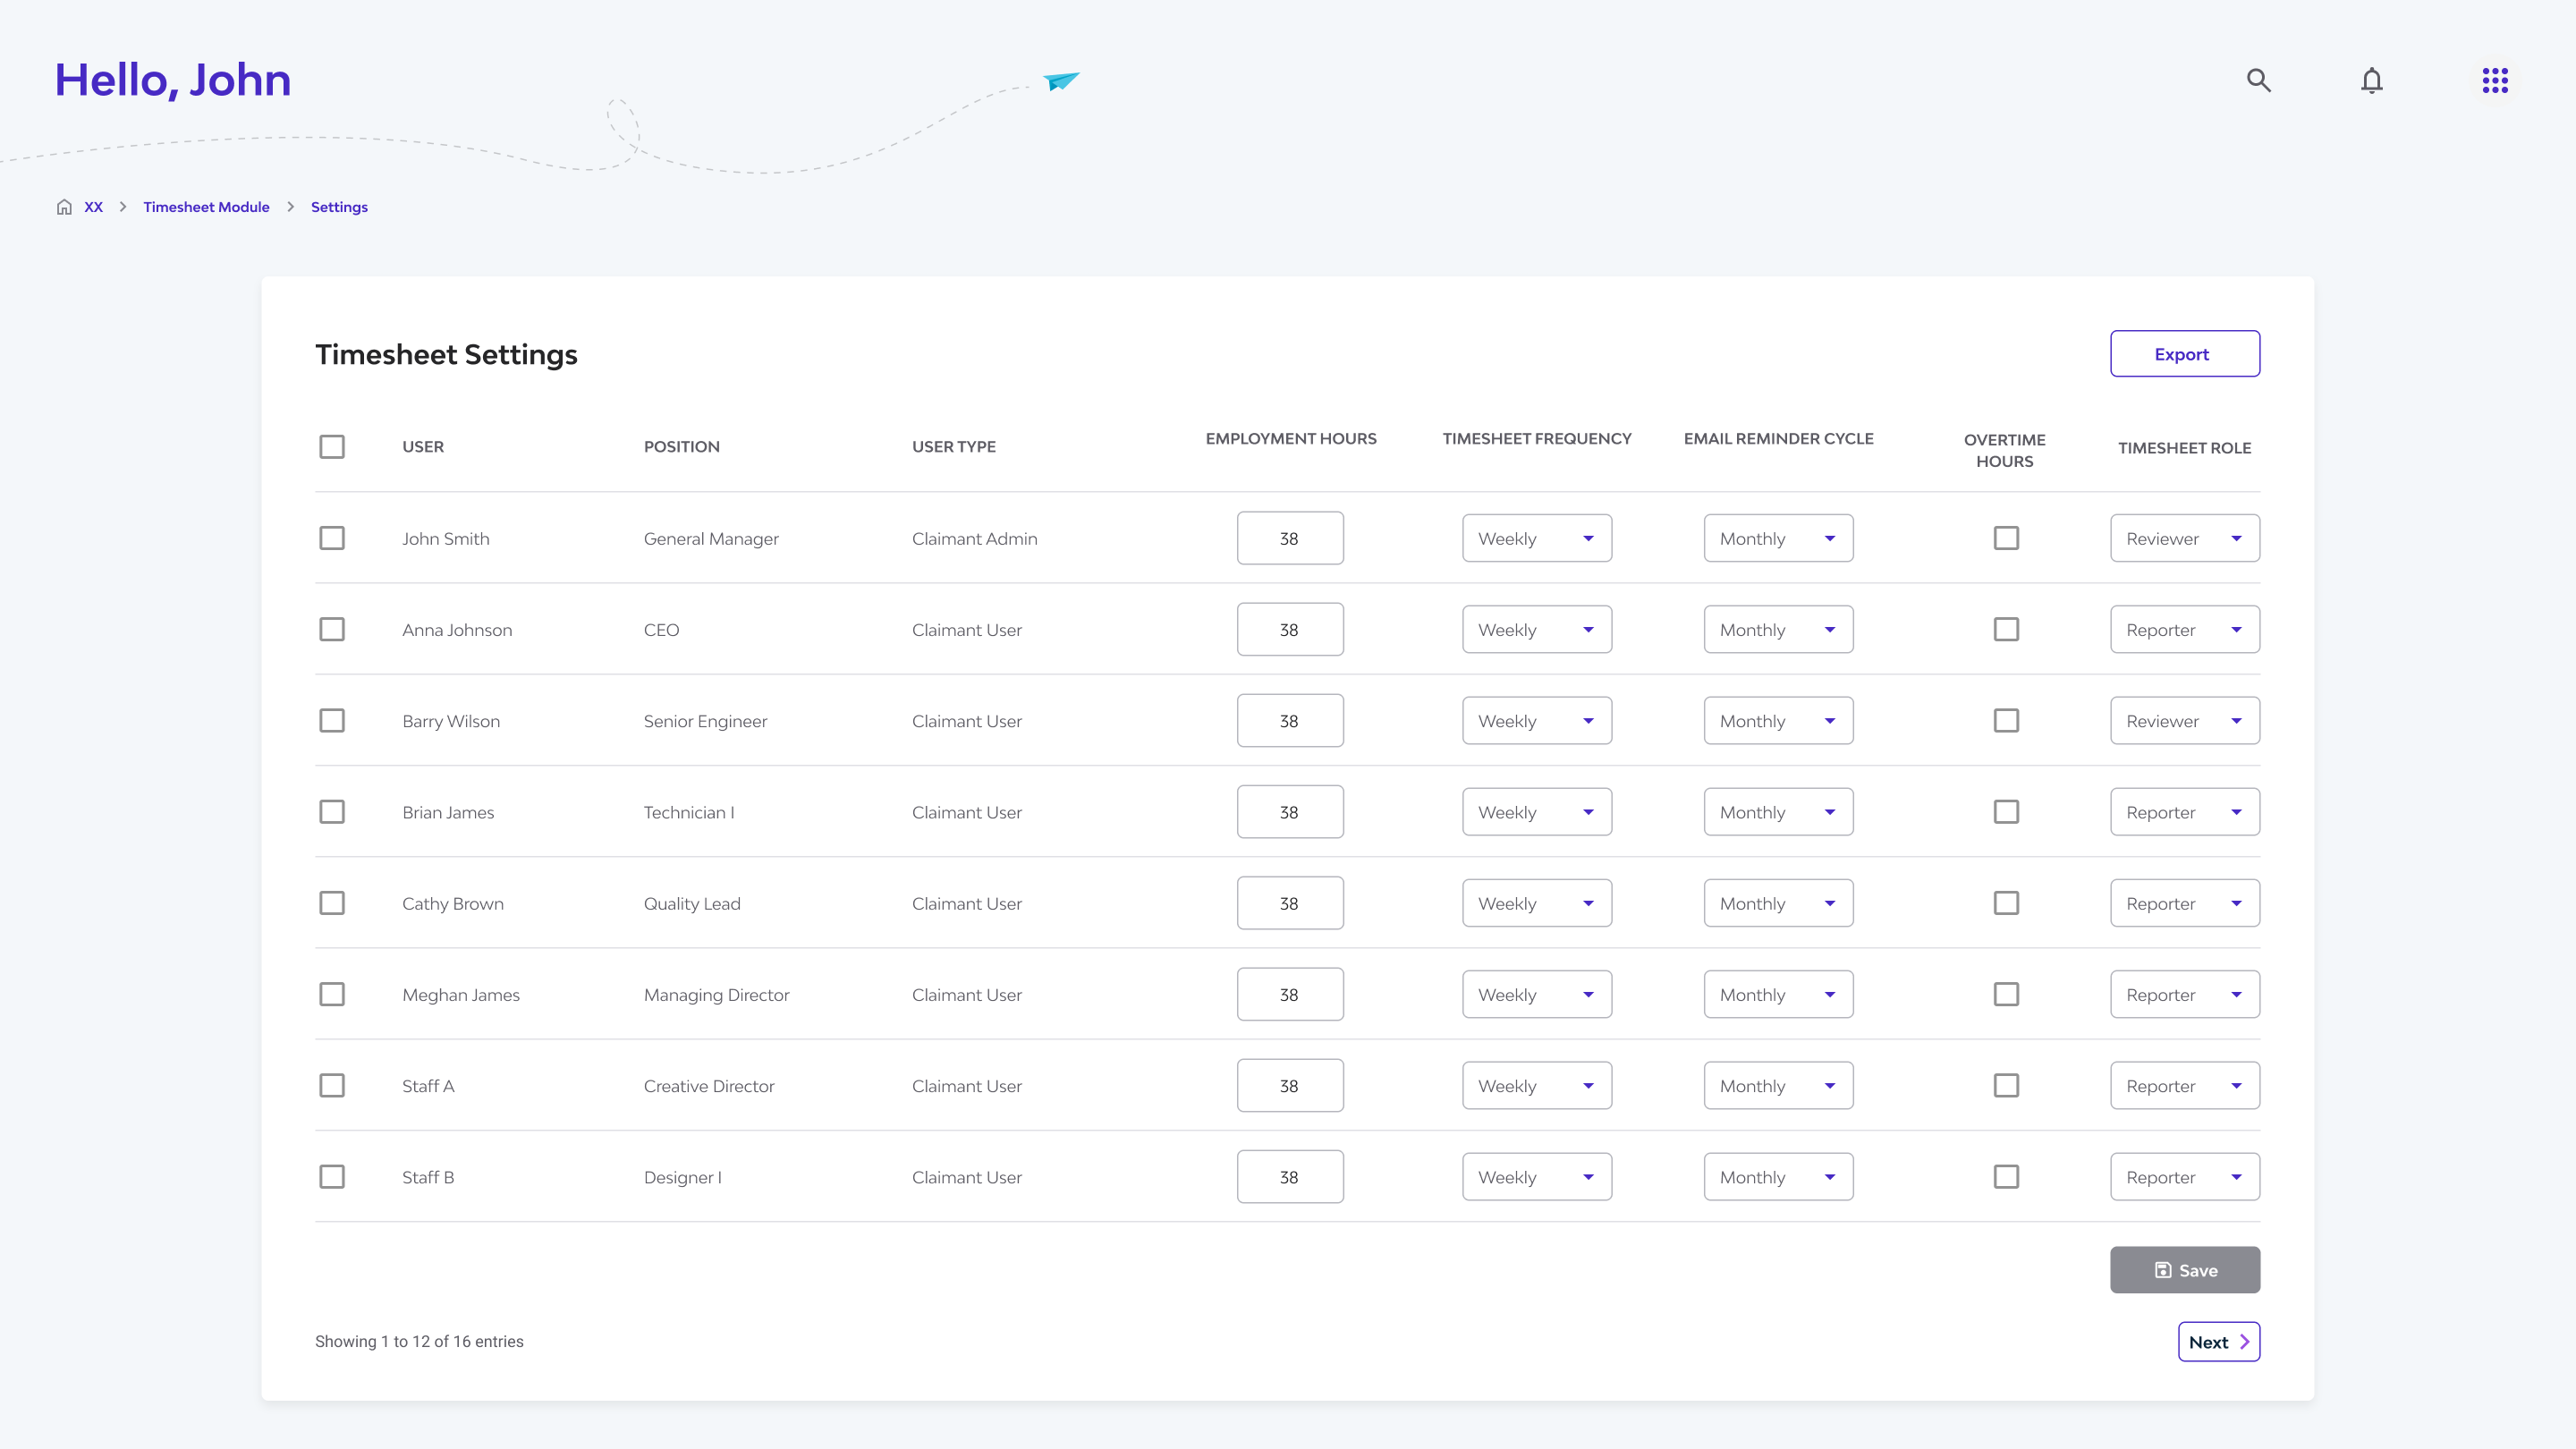 Hello, John
XX > Timesheet Module > Settings
Timesheet Settings
Export
USER POSITION USER TYPE EMPLOYMENT HOURS TIMESHEET FREQUENCY EMAIL REMINDER CYCLE OVERTIME HOURS TIMESHEET ROLE
John Smith General Manager Claimant Admin 38 Weekly Monthly Reviewer
Anna Johnson CEO Claimant User 38 Weekly Monthly Reporter
Barry Wilson Senior Engineer Claimant User 38 Weekly Monthly Reviewer
Brian James Technician I Claimant User 38 Weekly Monthly Reporter
Cathy Brown Quality Lead Claimant User 38 Weekly Monthly Reporter
Meghan James Managing Director Claimant User 38 Weekly Monthly Reporter
Staff A Creative Director Claimant User 38 Weekly Monthly Reporter
Staff B Designer I Claimant User 38 Weekly Monthly Reporter
Save
Showing 1 to 12 of 16 entries
Next >